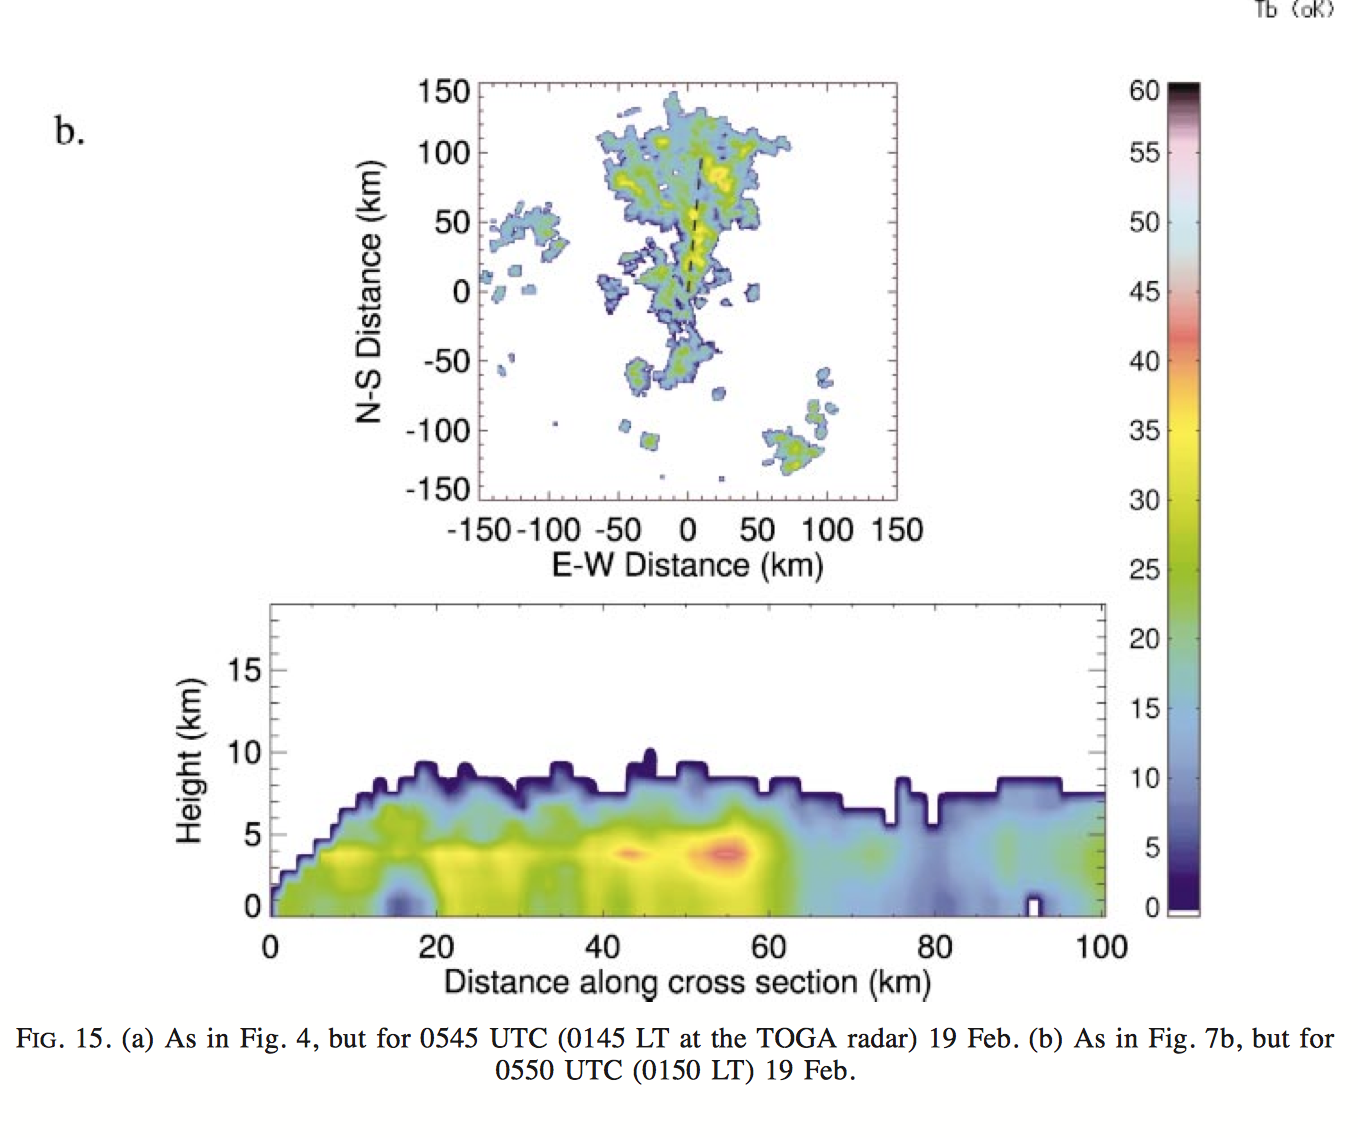 Tb (oK)
b.
150
100
50
0
-50
-100
-150
N-S Distance (km)
-150 -100 -50 0 50 100 150
E-W Distance (km)
60
55
50
45
40
35
30
25
20
15
10
5
0
15
10
5
0
Height (km)
0 20 40 60 80 100
Distance along cross section (km)
FIG. 15. (a) As in Fig. 4, but for 0545 UTC (0145 LT at the TOGA radar) 19 Feb. (b) As in Fig. 7b, but for
0550 UTC (0150 LT) 19 Feb.